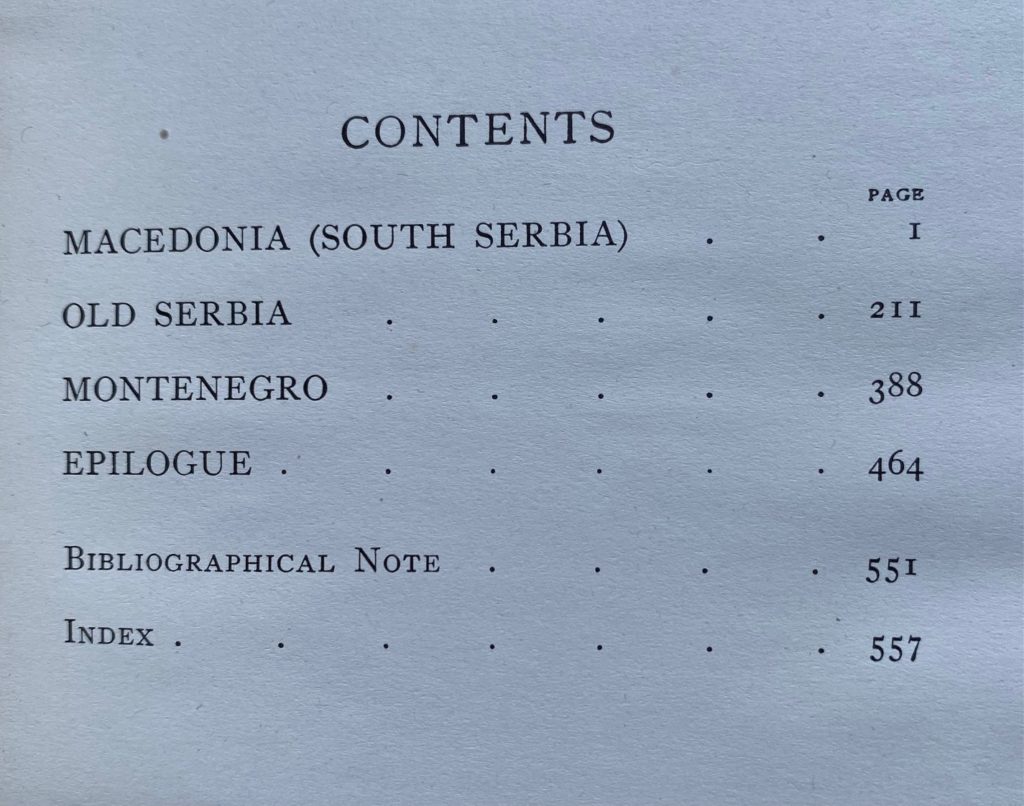 CONTENTS
PAGE
MACEDONIA (SOUTH SERBIA) . . 1
OLD SERBIA . . . . . 211
MONTENEGRO . . . . . 388
EPILOGUE . . . . . . 464
BIBLIOGRAPHICAL NOTE . . . . 551
INDEX . . . . . . . 557